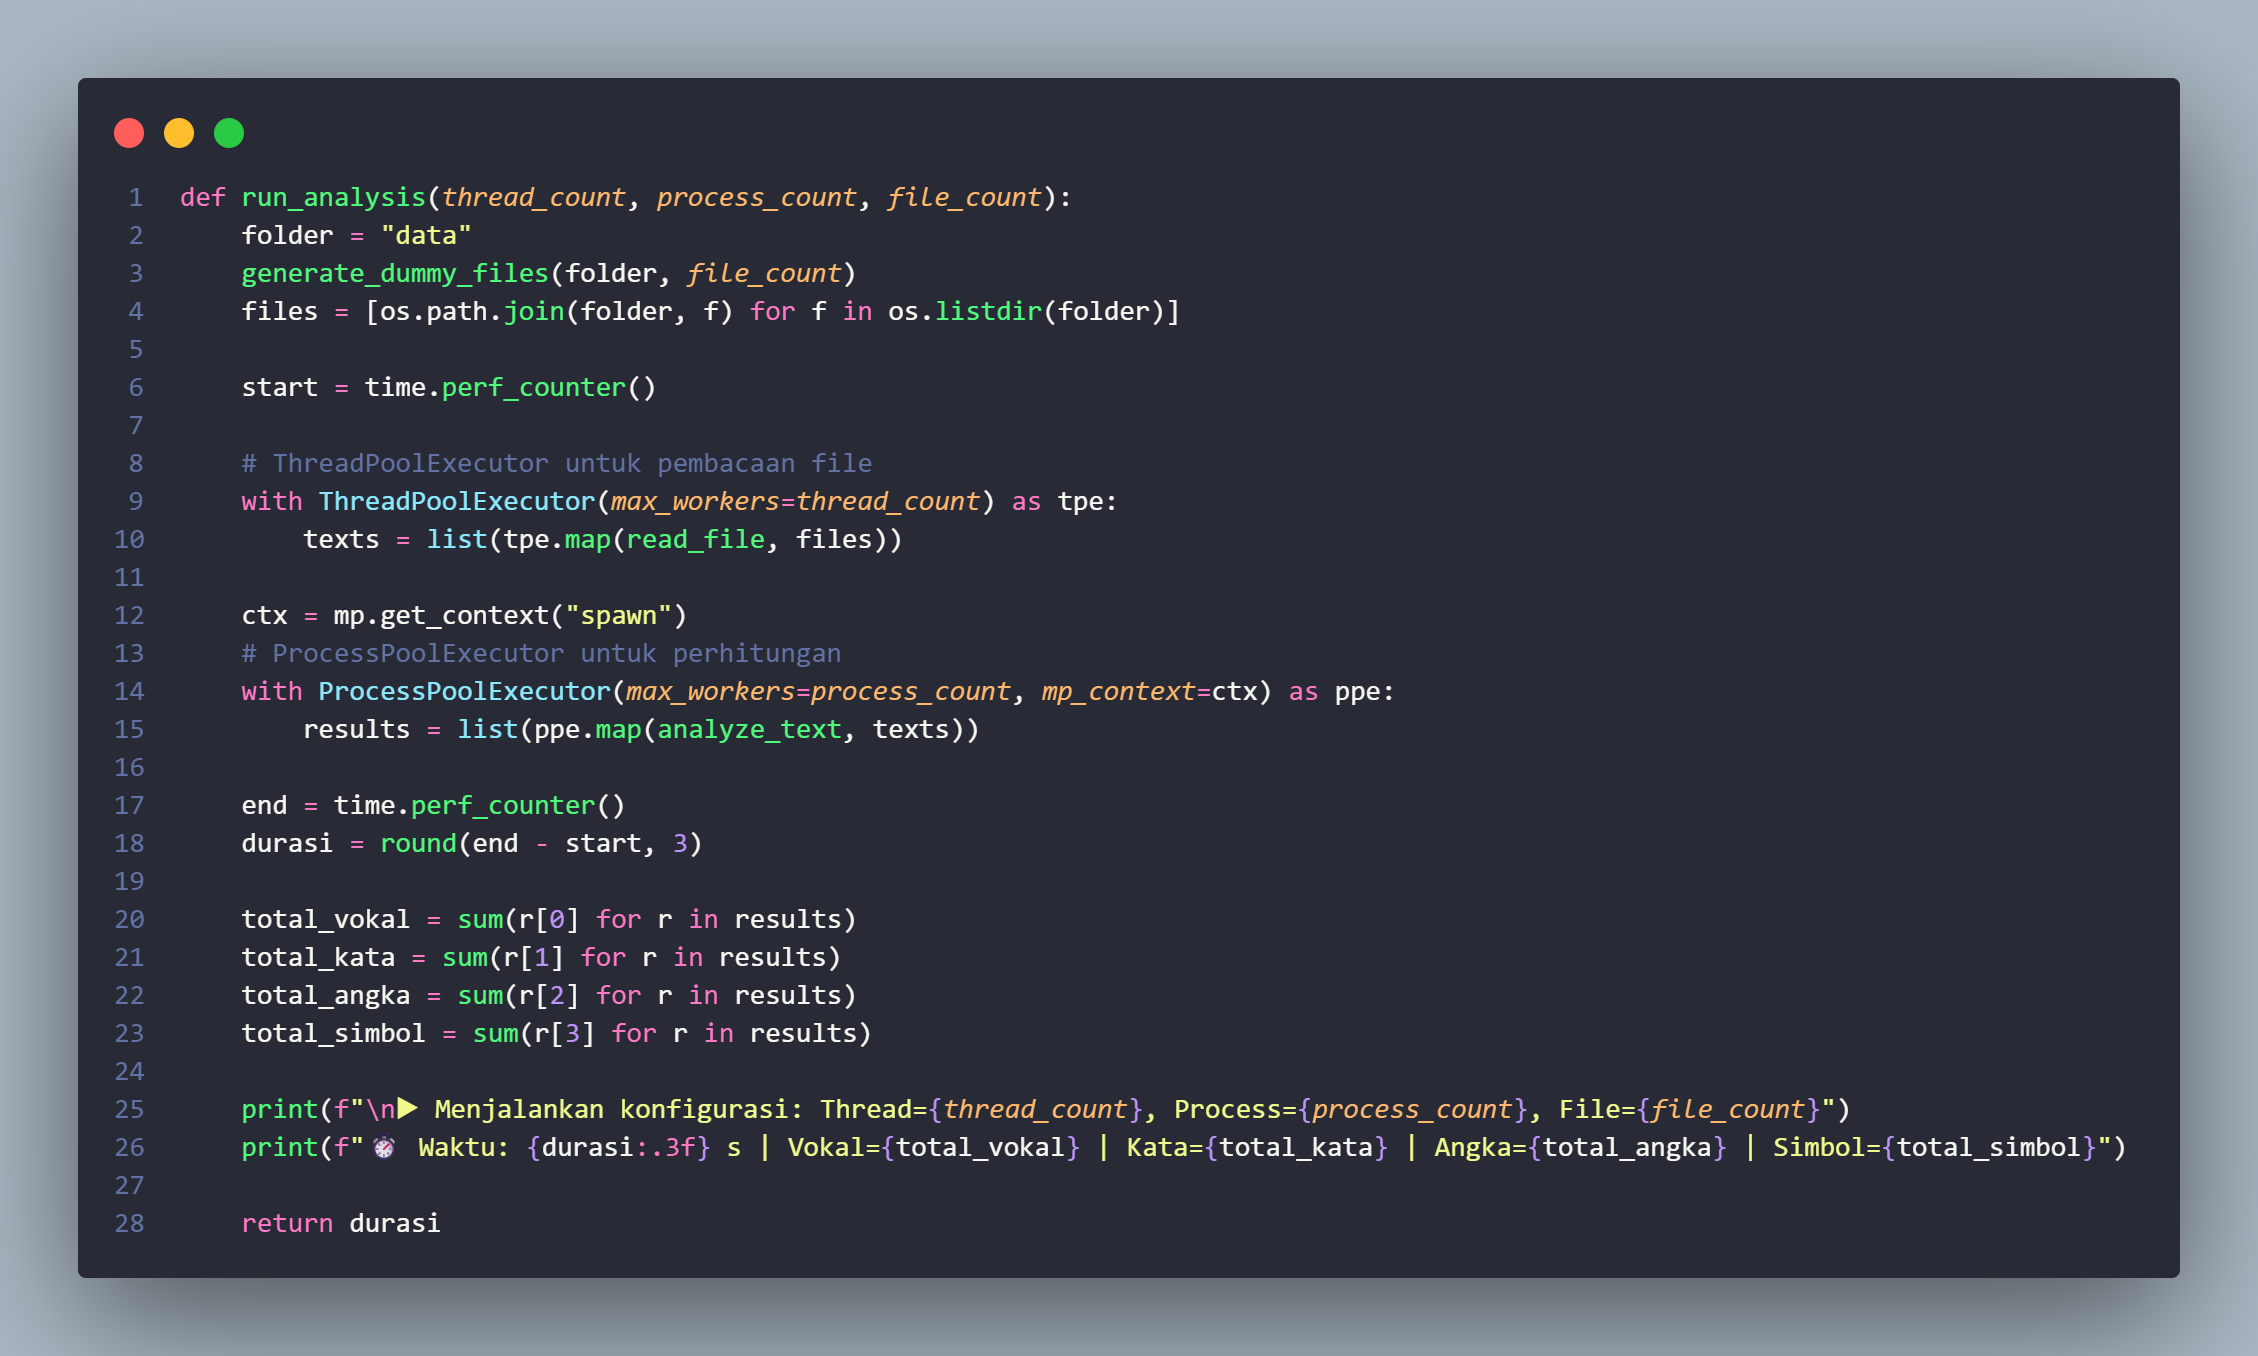 1 def run_analysis(thread_count, process_count, file_count):
2     folder = "data"
3     generate_dummy_files(folder, file_count)
4     files = [os.path.join(folder, f) for f in os.listdir(folder)]
5
6     start = time.perf_counter()
7
8     # ThreadPoolExecutor untuk pembacaan file
9     with ThreadPoolExecutor(max_workers=thread_count) as tpe:
10         texts = list(tpe.map(read_file, files))
11
12     ctx = mp.get_context("spawn")
13     # ProcessPoolExecutor untuk perhitungan
14     with ProcessPoolExecutor(max_workers=process_count, mp_context=ctx) as ppe:
15         results = list(ppe.map(analyze_text, texts))
16
17     end = time.perf_counter()
18     durasi = round(end - start, 3)
19
20     total_vokal = sum(r[0] for r in results)
21     total_kata = sum(r[1] for r in results)
22     total_angka = sum(r[2] for r in results)
23     total_simbol = sum(r[3] for r in results)
24
25     print(f"\n▶ Menjalankan konfigurasi: Thread={thread_count}, Process={process_count}, File={file_count}")
26     print(f"⏱ Waktu: {durasi:.3f} s | Vokal={total_vokal} | Kata={total_kata} | Angka={total_angka} | Simbol={total_simbol}")
27
28     return durasi